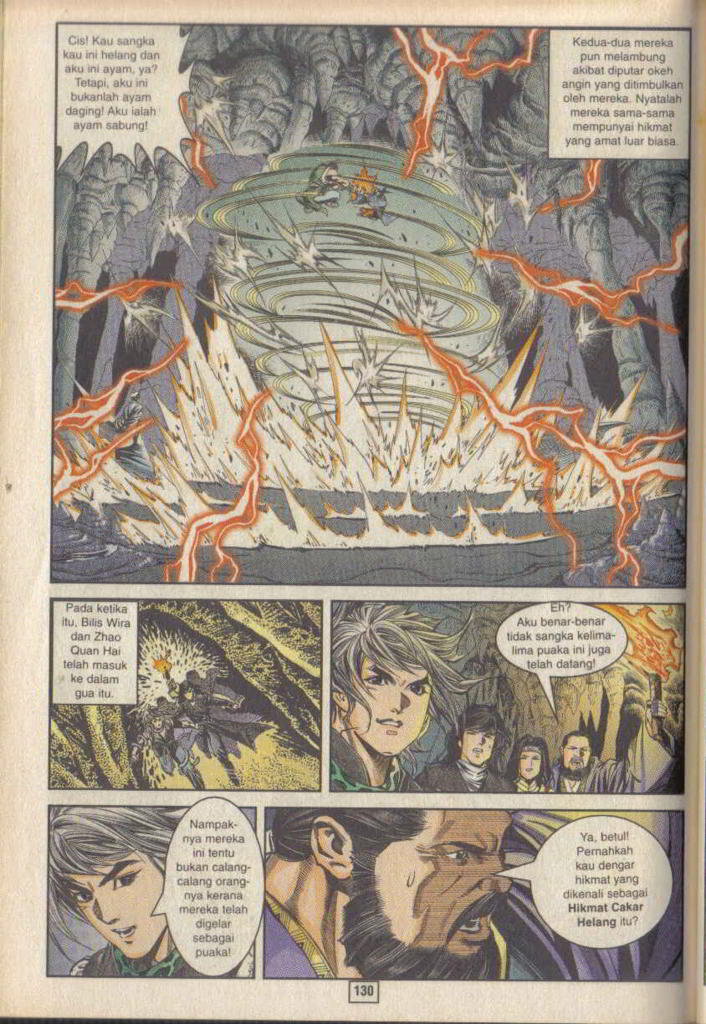 Cis! Kau sangka
kau ini helang dan
aku ini ayam, ya?
Tetapi, aku ini
bukanlah ayam
daging! Aku ialah
ayam sabung!
Kedua-dua mereka
pun melambung
akibat diputar okeh
angin yang ditimbulkan
oleh mereka. Nyatalah
mereka sama-sama
mempunyai hikmat
yang amat luar biasa.
Pada ketika
itu, Bilis Wira
dan Zhao
Quan Hai
telah masuk
ke dalam
gua itu.
Eh?
Aku benar-benar
tidak sangka kelima-
lima puaka ini juga
telah datang!
Nampak-
nya mereka
ini tentu
bukan calang-
calang orang-
nya kerana
mereka telah
digelar
sebagai
puaka!
Ya, betul!
Pernahkah
kau dengar
hikmat yang
dikenali sebagai
Hikmat Cakar
Helang itu?
130